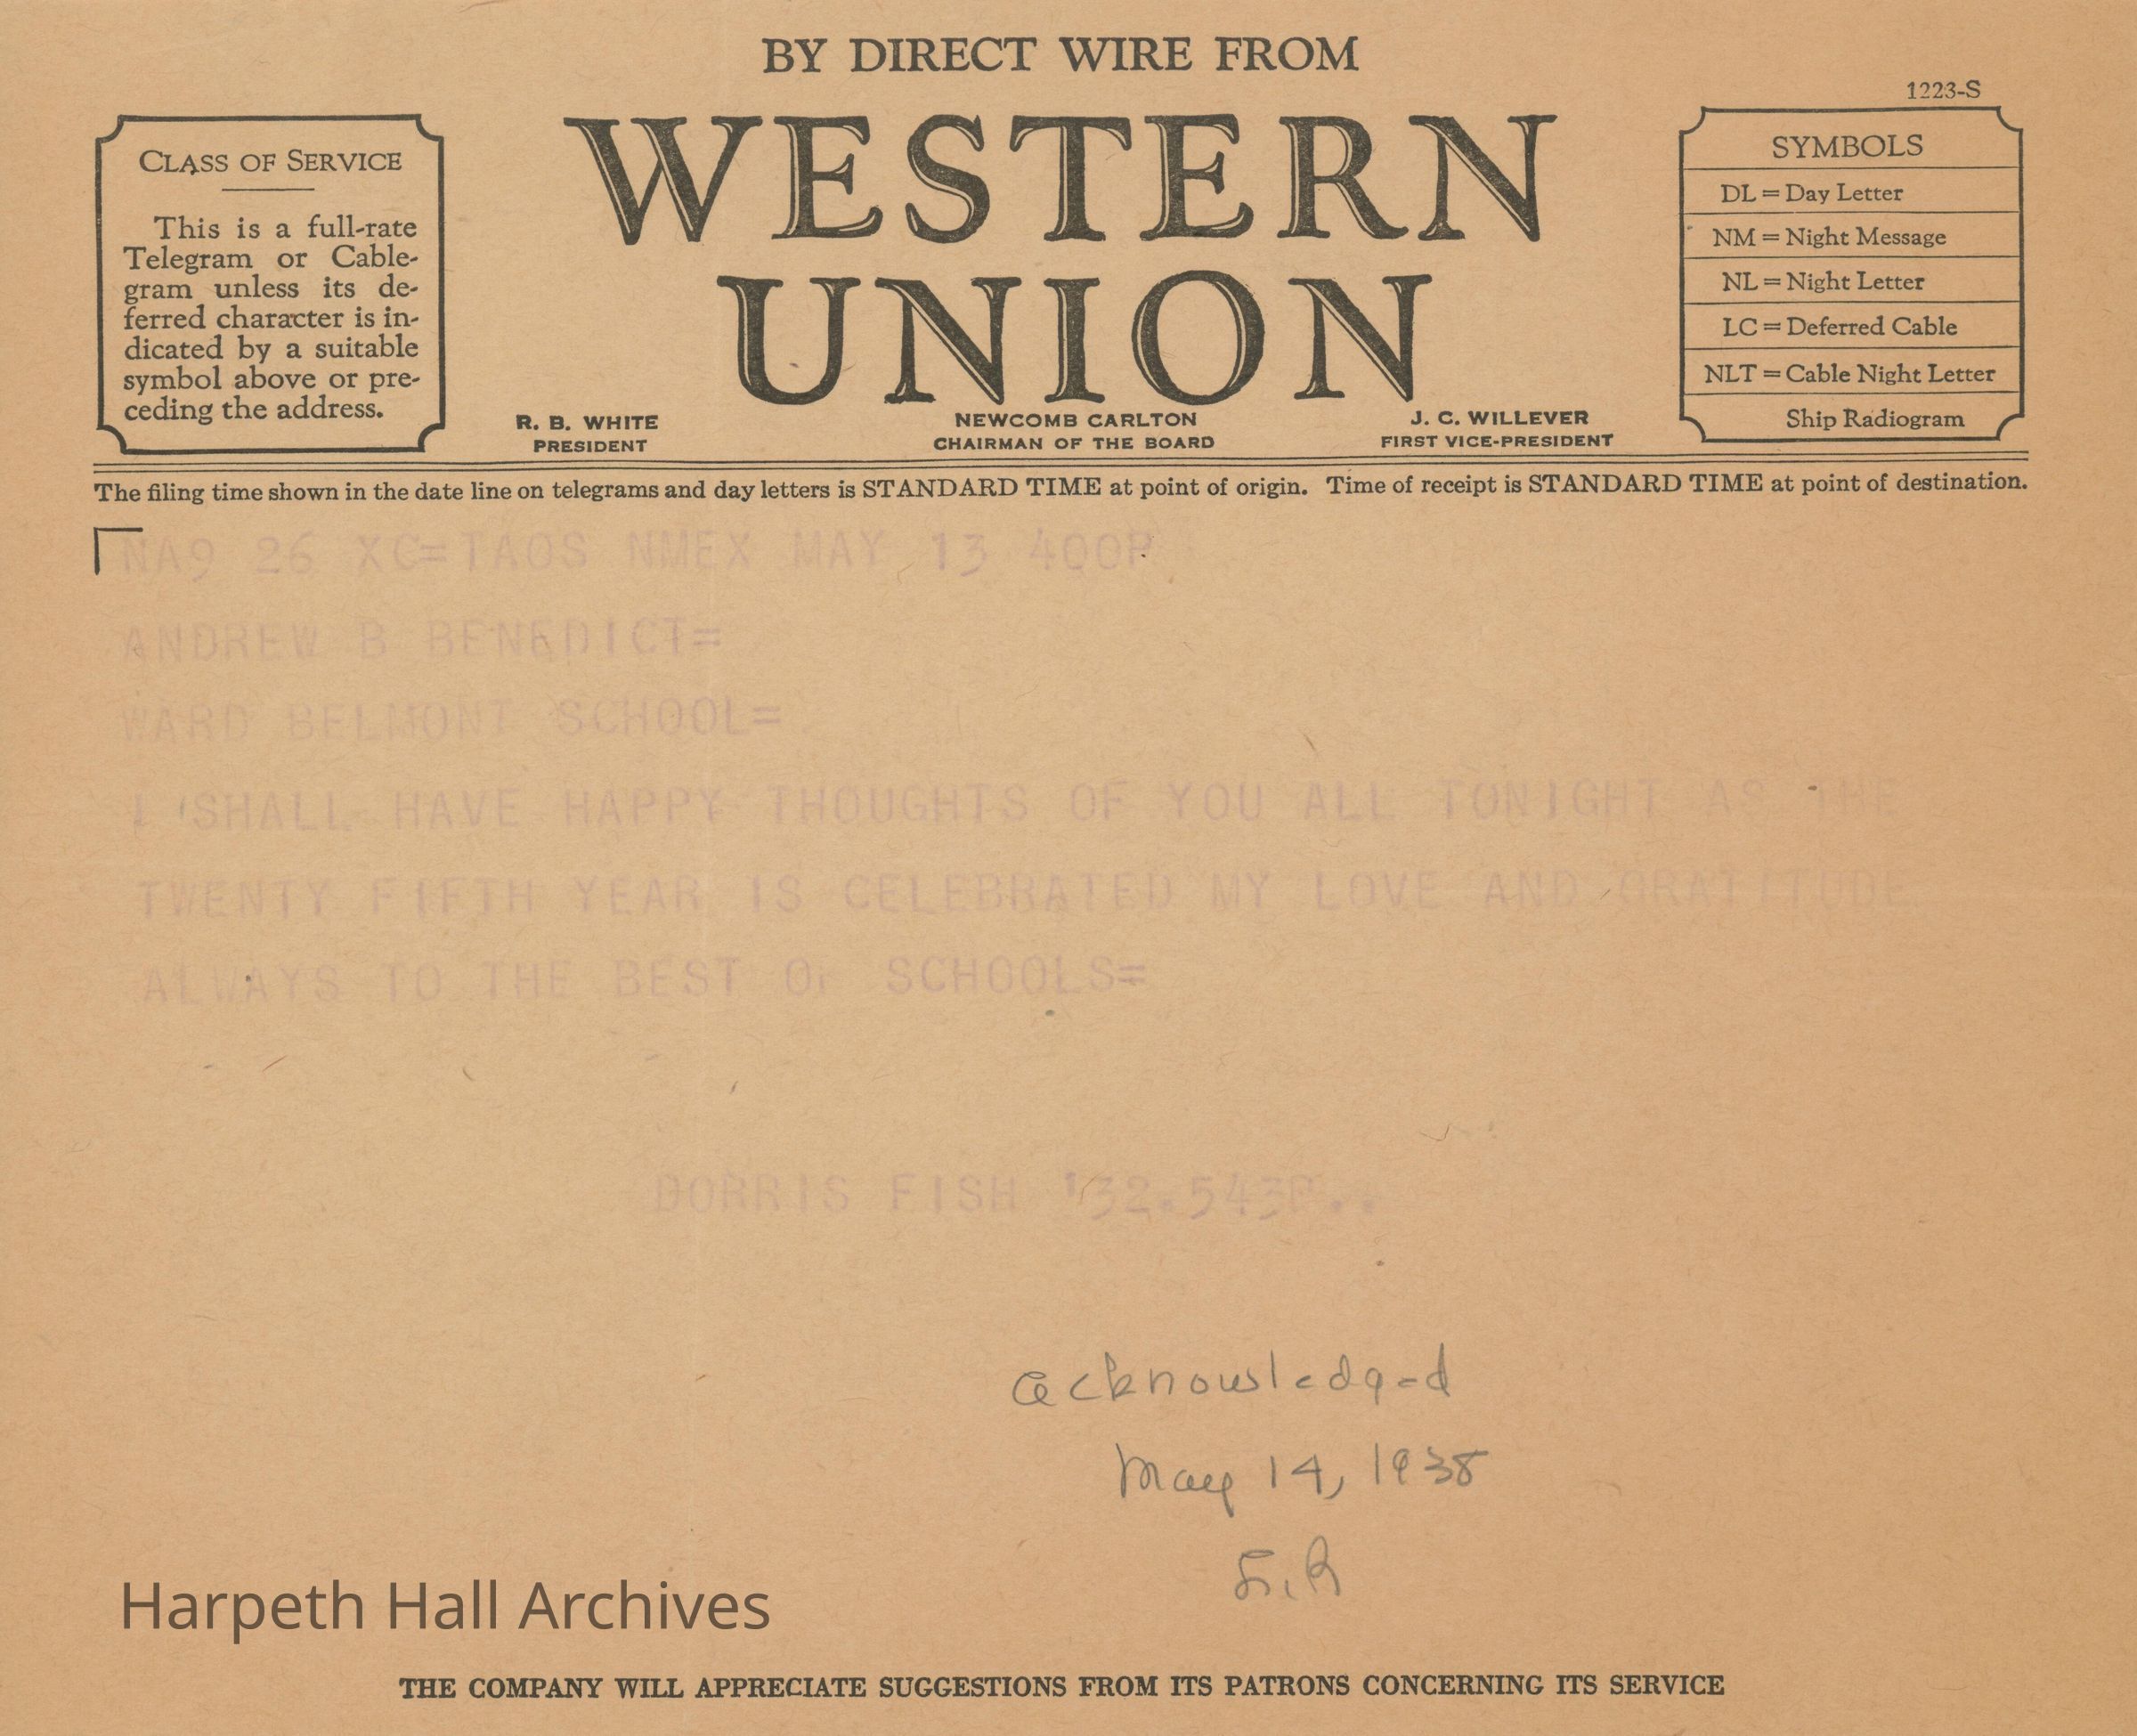 BY DIRECT WIRE FROM
1223-S
WESTERN
UNION
CLASS OF SERVICE
This is a full-rate
Telegram or Cable-
gram unless its de-
ferred character is in-
dicated by a suitable
symbol above or pre-
ceding the address.
SYMBOLS
DL = Day Letter
NM = Night Message
NL = Night Letter
LC = Deferred Cable
NLT = Cable Night Letter
Ship Radiogram
R. B. WHITE
PRESIDENT
NEWCOMB CARLTON
CHAIRMAN OF THE BOARD
J. C. WILLEVER
FIRST VICE-PRESIDENT
The filing time shown in the date line on telegrams and day letters is STANDARD TIME at point of origin. Time of receipt is STANDARD TIME at point of destination.
NA9 26 XC=TAOS NMEX MAY 13 400P
ANDREW B BENEDICT=
WARD BELMONT SCHOOL=
I SHALL HAVE HAPPY THOUGHTS OF YOU ALL TONIGHT AS THE
TWENTY FIFTH YEAR IS CELEBRATED MY LOVE AND GRATITUDE
ALWAYS TO THE BEST OF SCHOOLS=
DORRIS FISH '32.543P..
acknowledged
May 14, 1938
Harpeth Hall Archives
THE COMPANY WILL APPRECIATE SUGGESTIONS FROM ITS PATRONS CONCERNING ITS SERVICE